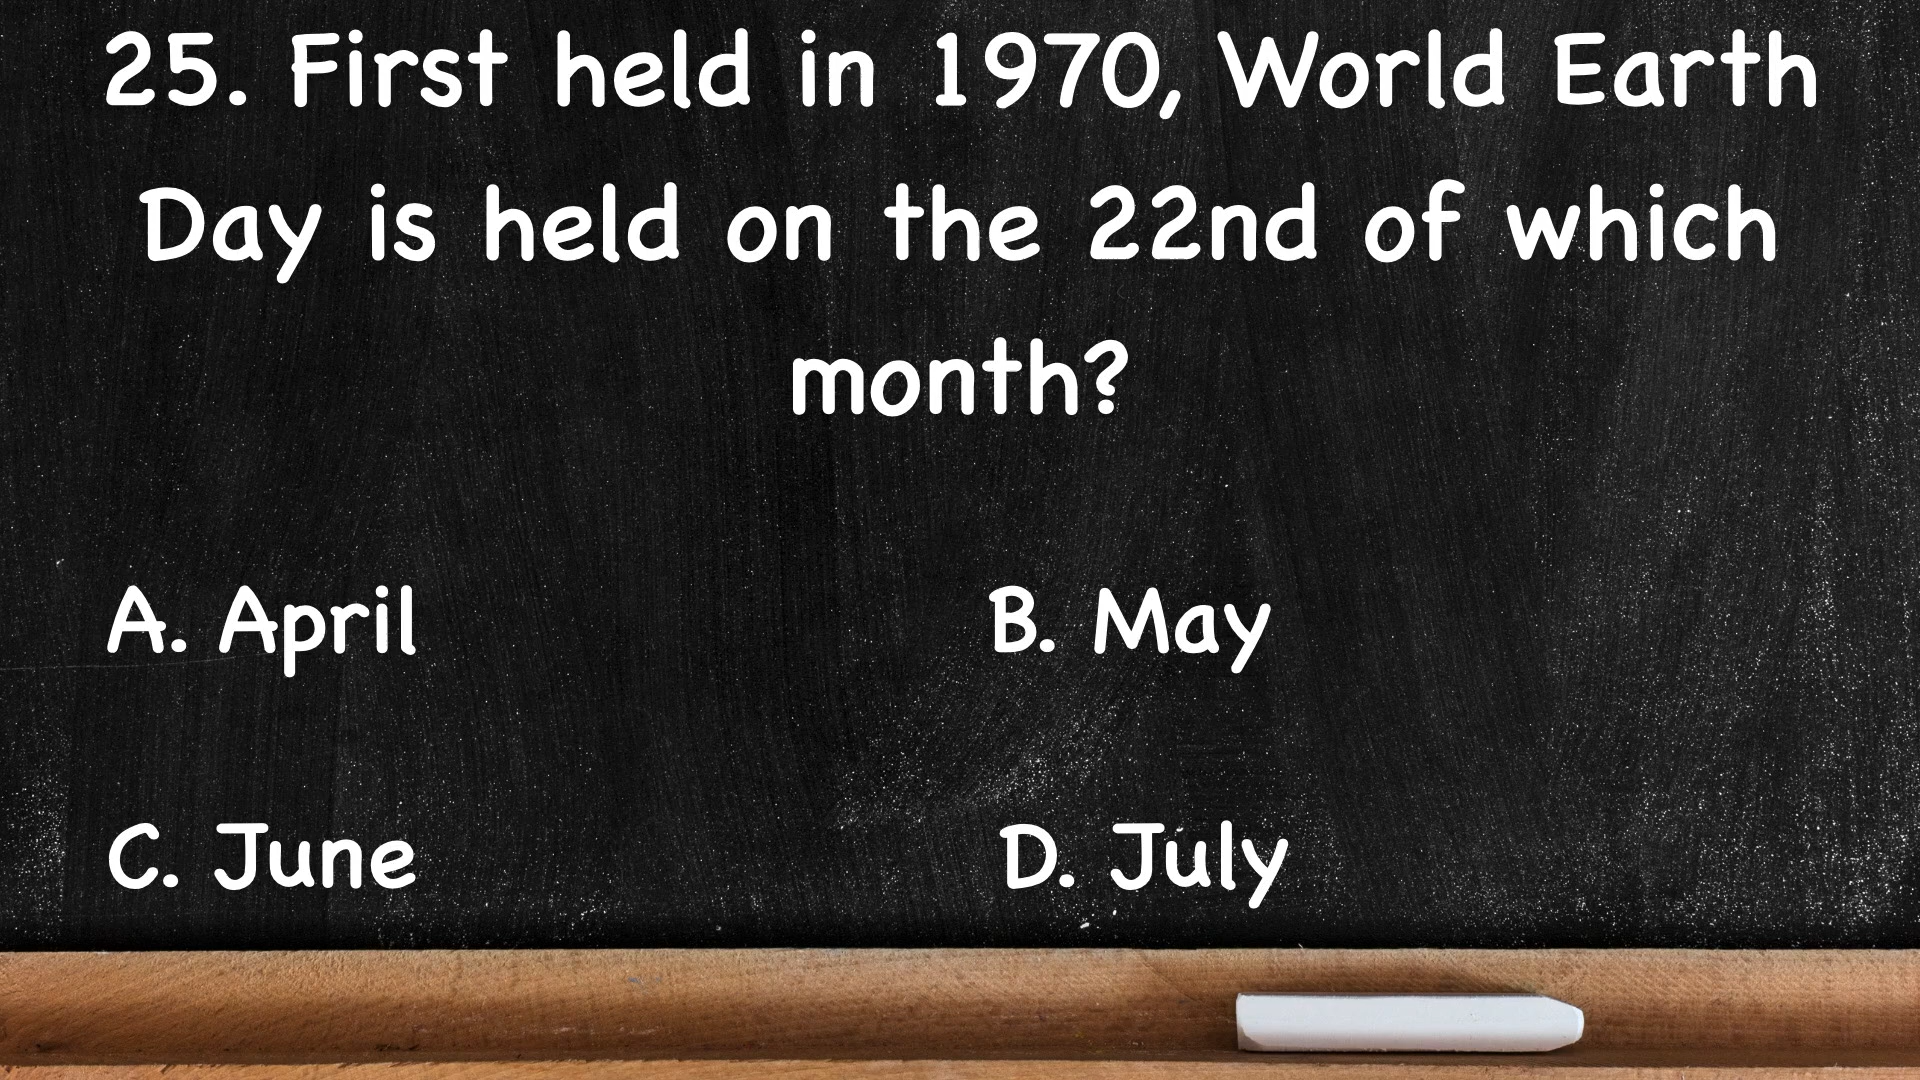 25. First held in 1970, World Earth
Day is held on the 22nd of which
month?
A. April
B. May
C. June
D. July